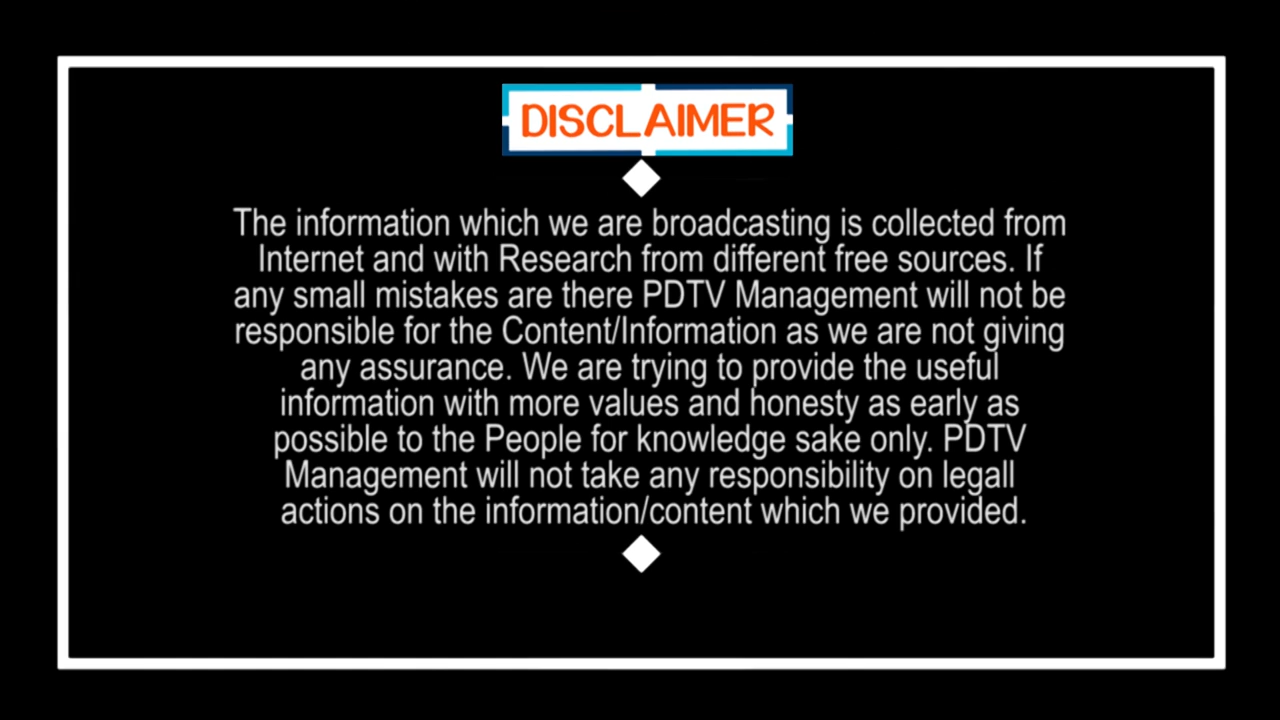 DISCLAIMER
The information which we are broadcasting is collected from
Internet and with Research from different free sources. If
any small mistakes are there PDTV Management will not be
responsible for the Content/Information as we are not giving
any assurance. We are trying to provide the useful
information with more values and honesty as early as
possible to the People for knowledge sake only. PDTV
Management will not take any responsibility on legall
actions on the information/content which we provided.